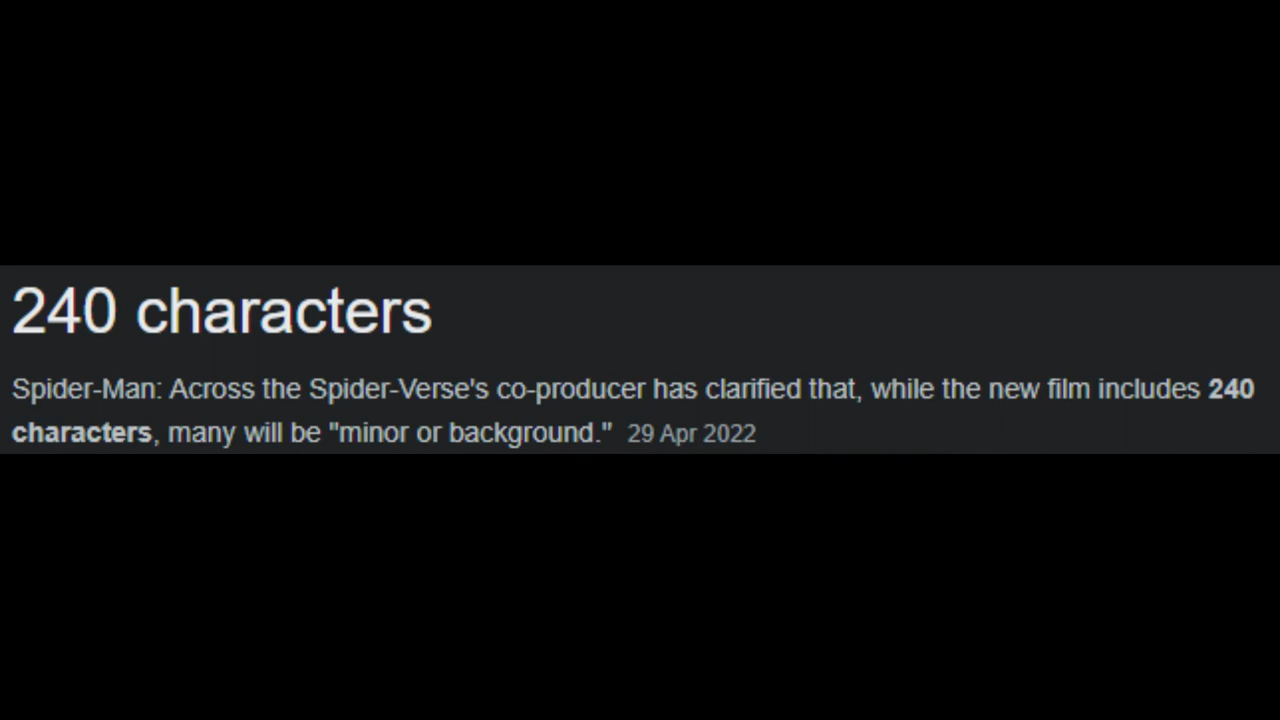 240 characters
Spider-Man: Across the Spider-Verse's co-producer has clarified that, while the new film includes 240
characters, many will be "minor or background." 29 Apr 2022